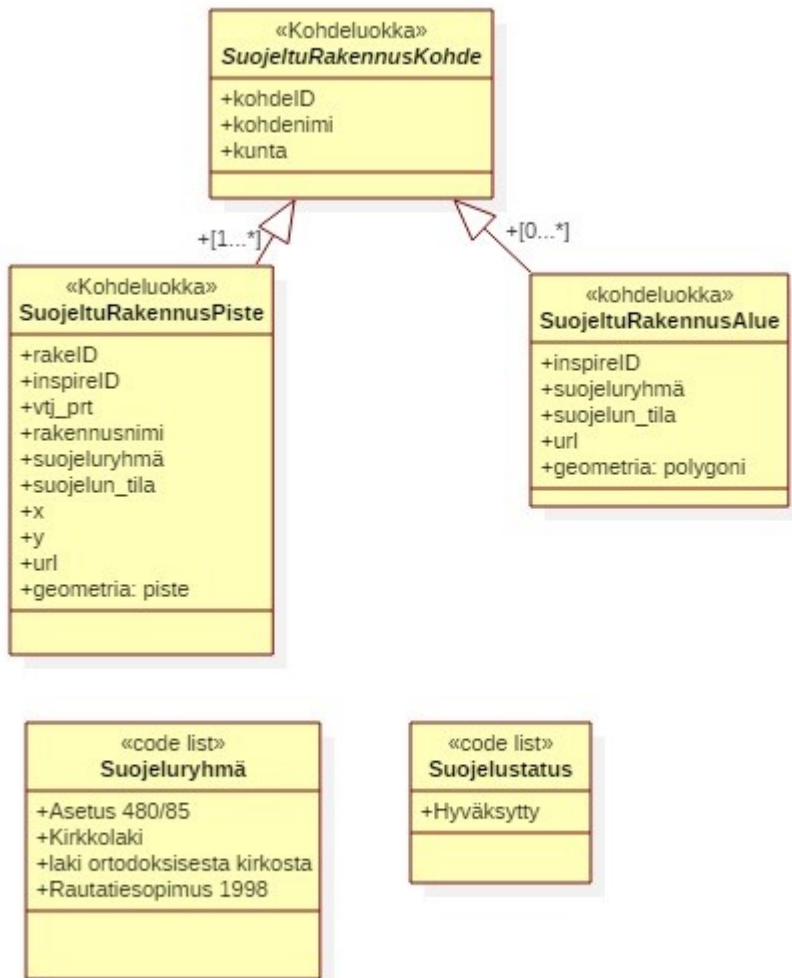 «Kohdeluokka»
SuojeltuRakennusKohde
+kohdeID
+kohdenimi
+kunta
+[1...*]
+[0...*]
«Kohdeluokka»
SuojeltuRakennusPiste
+rakeID
+inspireID
+vtj_prt
+rakennusnimi
+suojeluryhmä
+suojelun_tila
+x
+y
+url
+geometria: piste
«kohdeluokka»
SuojeltuRakennusAlue
+inspireID
+suojeluryhmä
+suojelun_tila
+url
+geometria: polygoni
«code list»
Suojeluryhmä
+Asetus 480/85
+Kirkkolaki
+laki ortodoksisesta kirkosta
+Rautatiesopimus 1998
«code list»
Suojelustatus
+Hyväksytty